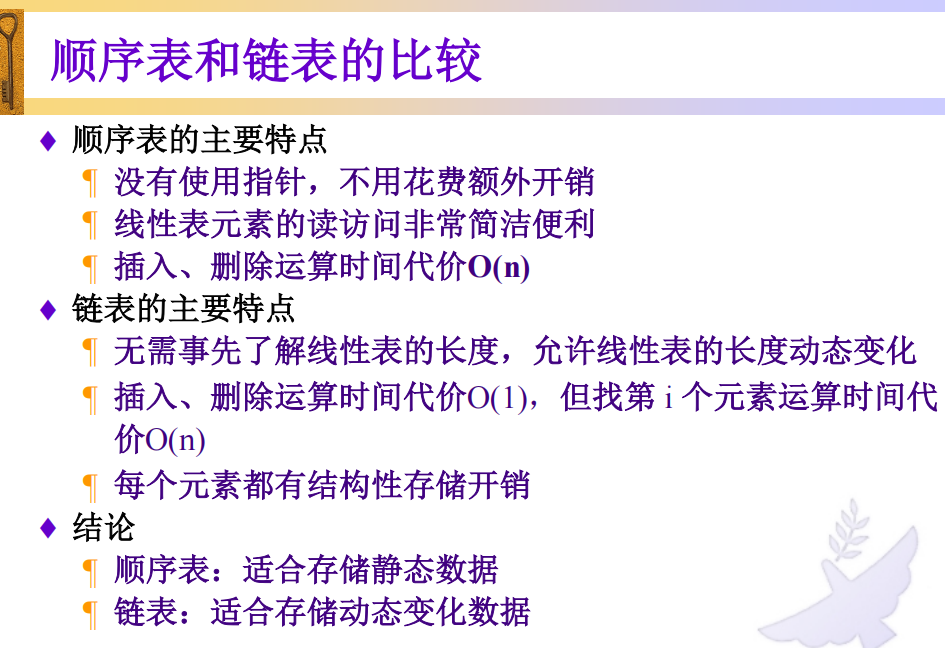 顺序表和链表的比较
♦ 顺序表的主要特点
¶ 没有使用指针，不用花费额外开销
¶ 线性表元素的读访问非常简洁便利
¶ 插入、删除运算时间代价O(n)
♦ 链表的主要特点
¶ 无需事先了解线性表的长度，允许线性表的长度动态变化
¶ 插入、删除运算时间代价O(1)，但找第 i 个元素运算时间代
价O(n)
¶ 每个元素都有结构性存储开销
♦ 结论
¶ 顺序表：适合存储静态数据
¶ 链表：适合存储动态变化数据